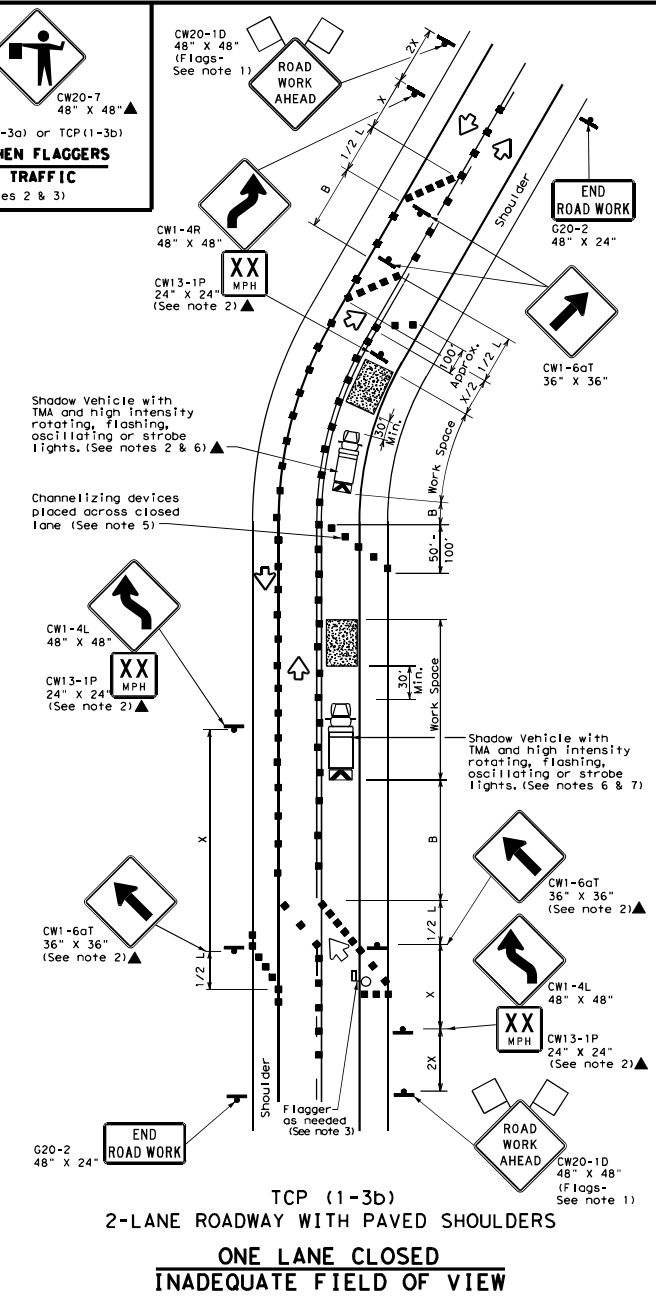 CW20-7
48" X 48"▲
-3a) or TCP(1-3b)
HEN FLAGGERS
TRAFFIC
es 2 & 3)
CW20-1D
48" X 48"
(Flags-
See note 1)
ROAD
WORK
AHEAD
2X
X
1/2 L
B
CW1-4R
48" X 48"
XX
MPH
CW13-1P
24" X 24"
(See note 2)▲
Shoulder
END
ROAD WORK
G20-2
48" X 24"
CW1-6aT
36" X 36"
100'
Approx.
1/2 L
X/2
30'
Min.
Work Space
B
50'-
100'
Shadow Vehicle with
TMA and high intensity
rotating, flashing,
oscillating or strobe
lights. (See notes 2 & 6)▲
Channelizing devices
placed across closed
lane (See note 5)
CW1-4L
48" X 48"
XX
MPH
CW13-1P
24" X 24"
(See note 2)▲
30'
Min.
Work Space
Shadow Vehicle with
TMA and high intensity
rotating, flashing,
oscillating or strobe
lights. (See notes 6 & 7)
X
B
CW1-6aT
36" X 36"
(See note 2)▲
1/2 L
1/2 L
CW1-6aT
36" X 36"
(See note 2)▲
X
CW1-4L
48" X 48"
XX
MPH
CW13-1P
24" X 24"
(See note 2)▲
2X
Shoulder
Flagger
as needed
(See note 3)
END
ROAD WORK
G20-2
48" X 24"
ROAD
WORK
AHEAD
CW20-1D
48" X 48"
(Flags-
See note 1)
TCP (1-3b)
2-LANE ROADWAY WITH PAVED SHOULDERS
ONE LANE CLOSED
INADEQUATE FIELD OF VIEW